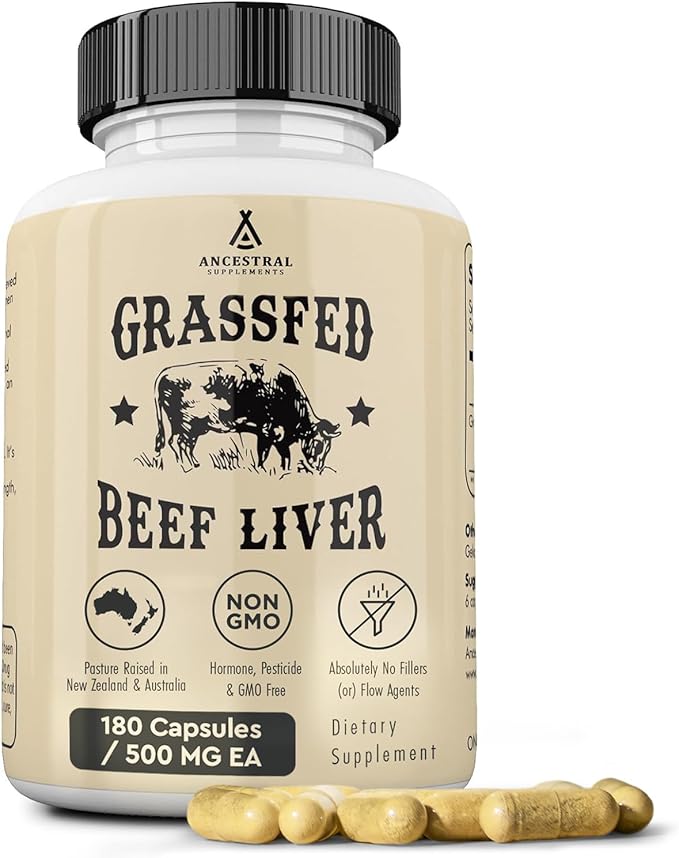 ANCESTRAL
SUPPLEMENTS
GRASSFED
BEEF LIVER
Pasture Raised in
New Zealand & Australia
NON
GMO
Hormone, Pesticide
& GMO Free
Absolutely No Fillers
(or) Flow Agents
180 Capsules
/ 500 MG EA
Dietary
Supplement